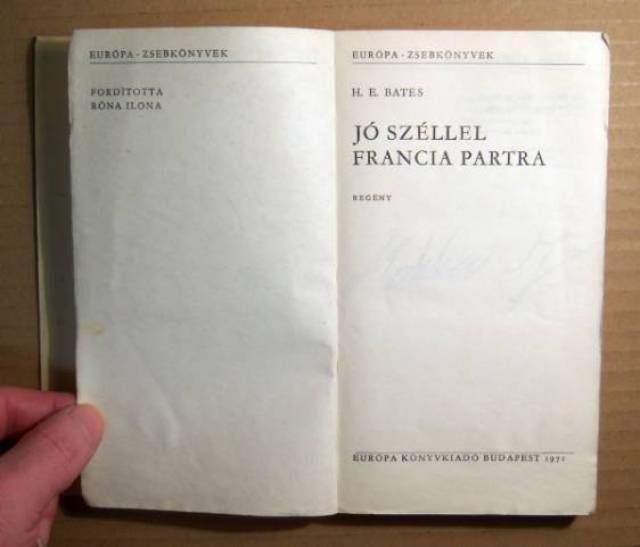 EURÓPA - ZSEBKÖNYVEK
FORDÍTOTTA
RÓNA ILONA
EURÓPA - ZSEBKÖNYVEK
H. E. BATES
JÓ SZÉLLEL
FRANCIA PARTRA
REGÉNY
EURÓPA KÖNYVKIADÓ BUDAPEST 1971